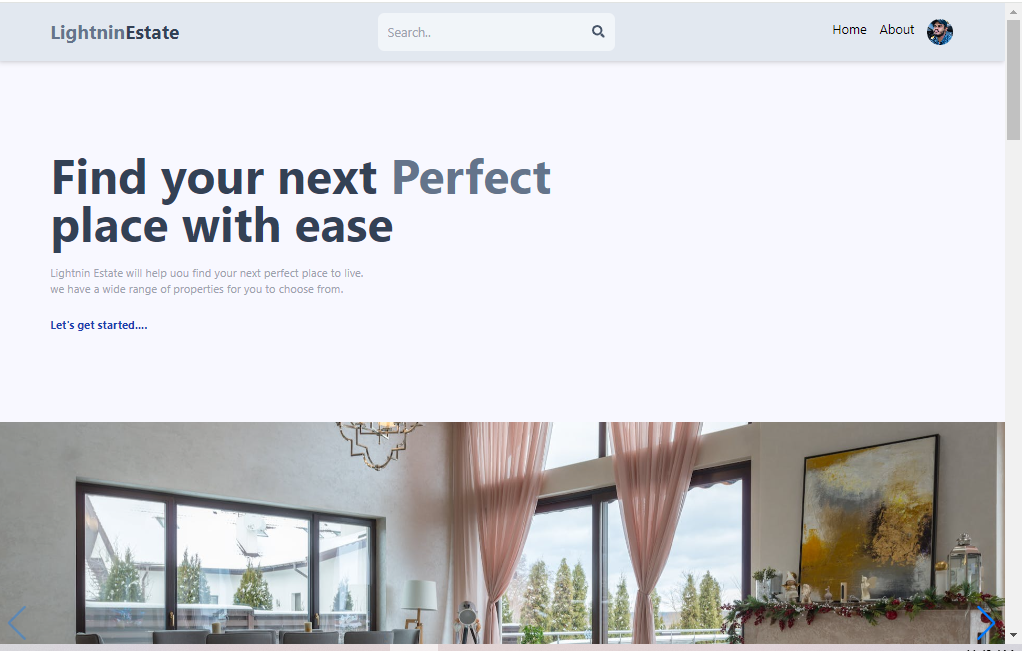 LightninEstate
Search..
Home About
Find your next Perfect
place with ease
Lightnin Estate will help uou find your next perfect place to live.
we have a wide range of properties for you to choose from.
Let's get started....